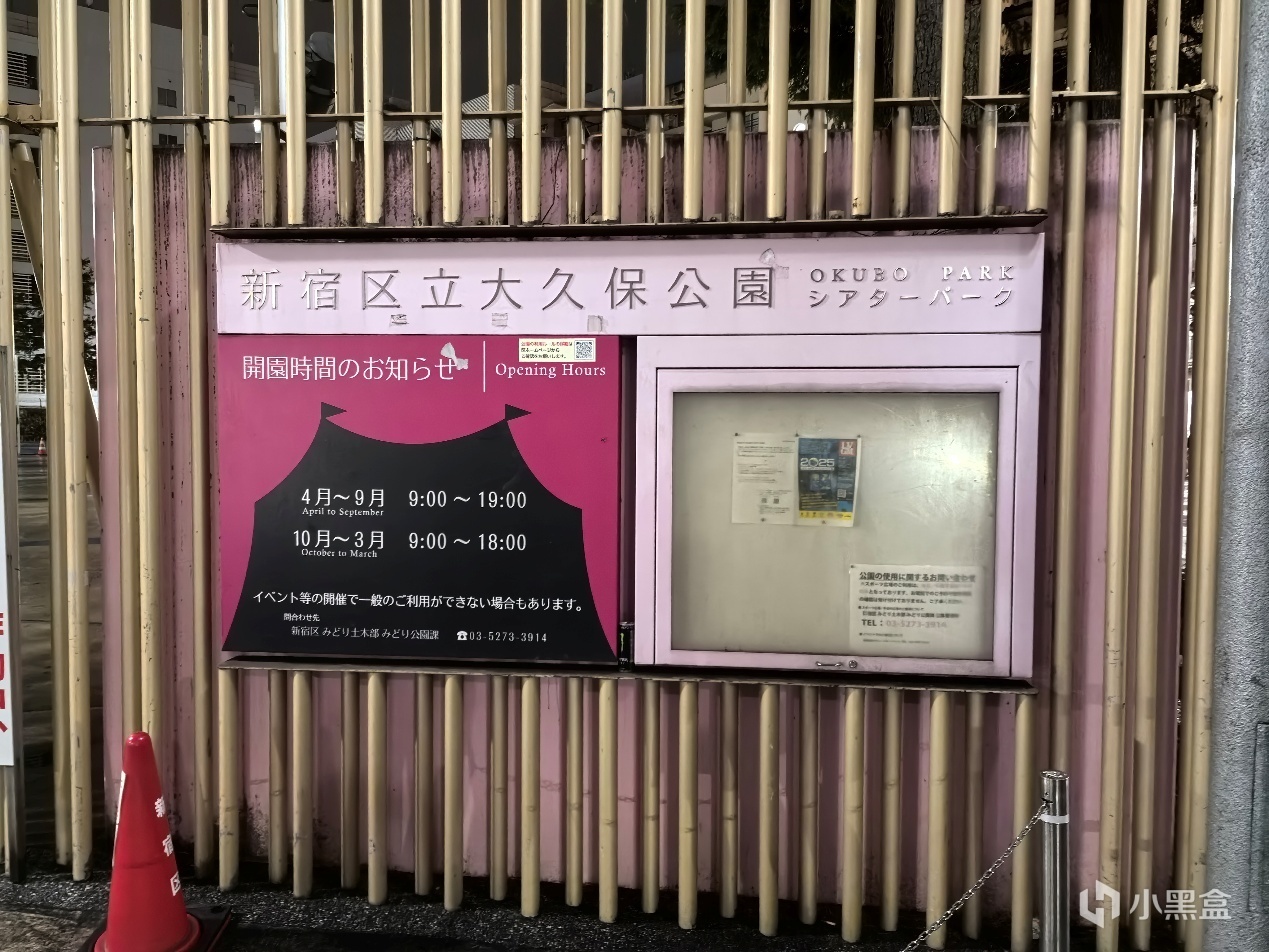 新宿区立大久保公園
OKUBO PARK
シアターパーク
開園時間のお知らせ
Opening Hours
4月～9月 9:00 ～ 19:00
April to September
10月～3月 9:00 ～ 18:00
October to March
イベント等の開催で一般のご利用ができない場合もあります。
問合わせ先
新宿区 みどり土木部 みどり公園課 ☎03-5273-3914
2025
公園の使用に関するお問い合わせ
TEL：03-5273-3914
新宿区
小黑盒